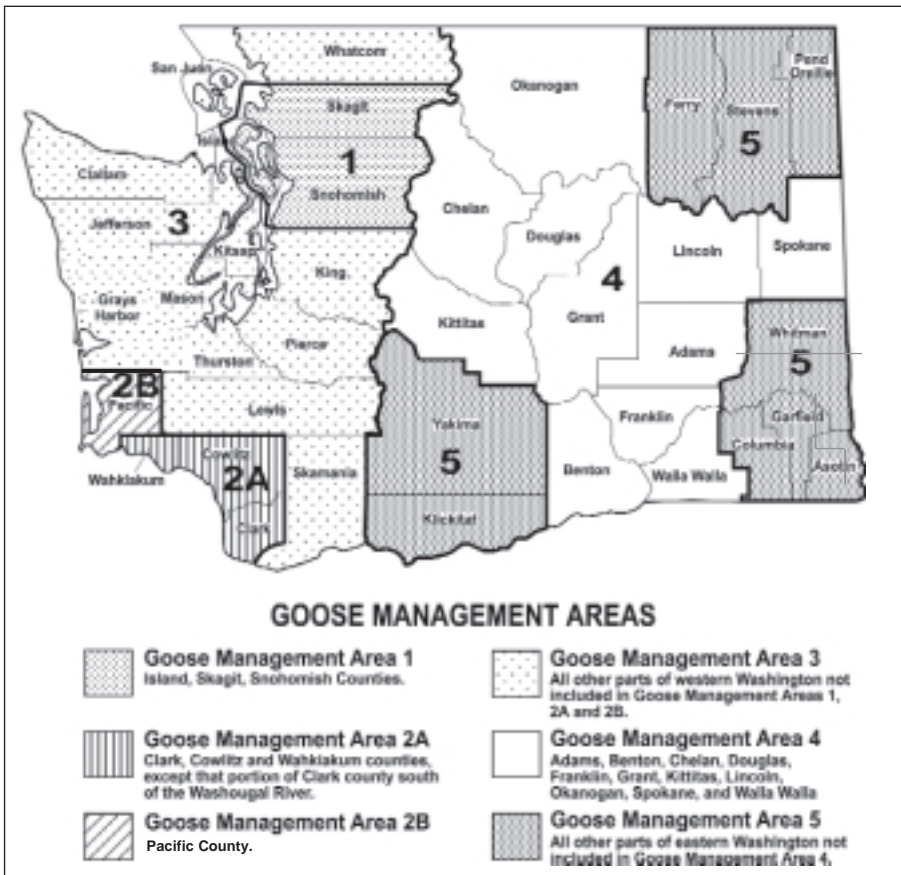 Whatcom
San Juan
Okanogan
Pend
Oreille
Skagit
Ferry
Stevens
5
1
Clallam
Snohomish
Chelan
Jefferson
3
Douglas
Lincoln
Spokane
Kitsap
King
4
Grays
Harbor
Mason
Grant
Kittitas
Whitman
Pierce
Adams
5
Thurston
2B
Pacific
Lewis
Yakima
Franklin
Garfield
Columbia
Cowlitz
5
Asotin
Wahkiakum
2A
Skamania
Benton
Walla Walla
Clark
Klickitat
GOOSE MANAGEMENT AREAS
Goose Management Area 1
Island, Skagit, Snohomish Counties.
Goose Management Area 2A
Clark, Cowlitz and Wahkiakum counties,
except that portion of Clark county south
of the Washougal River.
Goose Management Area 2B
Pacific County.
Goose Management Area 3
All other parts of western Washington not
included in Goose Management Areas 1,
2A and 2B.
Goose Management Area 4
Adams, Benton, Chelan, Douglas,
Franklin, Grant, Kittitas, Lincoln,
Okanogan, Spokane, and Walla Walla
Goose Management Area 5
All other parts of eastern Washington not
included in Goose Management Area 4.